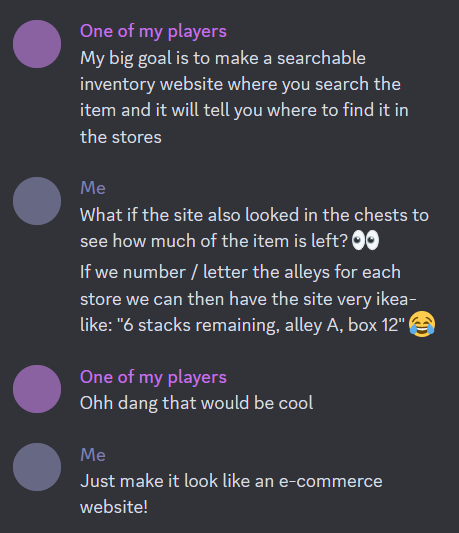 One of my players
My big goal is to make a searchable
inventory website where you search the
item and it will tell you where to find it in
the stores
Me
What if the site also looked in the chests to
see how much of the item is left? 👀
If we number / letter the alleys for each
store we can then have the site very ikea-
like: "6 stacks remaining, alley A, box 12" 😂
One of my players
Ohh dang that would be cool
Me
Just make it look like an e-commerce
website!